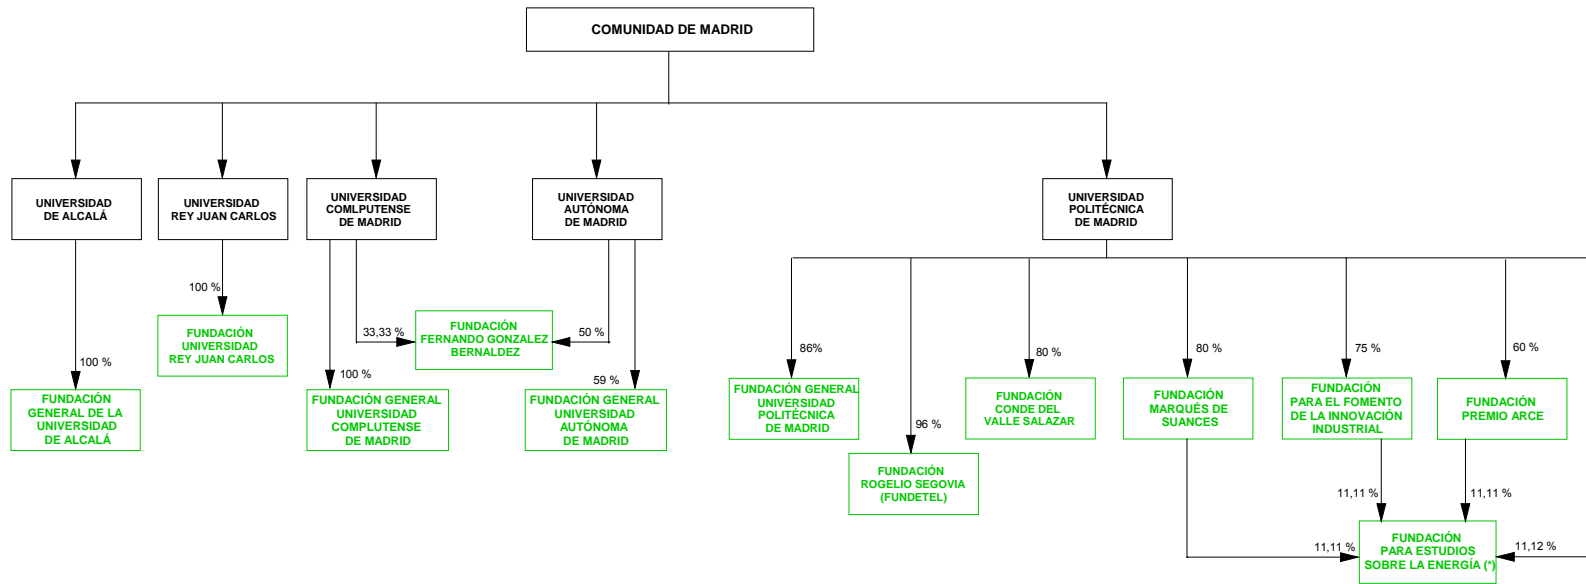 COMUNIDAD DE MADRID
UNIVERSIDAD
DE ALCALÁ
UNIVERSIDAD
REY JUAN CARLOS
UNIVERSIDAD
COMLPUTENSE
DE MADRID
UNIVERSIDAD
AUTÓNOMA
DE MADRID
UNIVERSIDAD
POLITÉCNICA
DE MADRID
100 %
FUNDACIÓN
UNIVERSIDAD
REY JUAN CARLOS
33,33 %
FUNDACIÓN
FERNANDO GONZALEZ
BERNALDEZ
50 %
100 %
FUNDACIÓN
GENERAL DE LA
UNIVERSIDAD
DE ALCALÁ
100 %
FUNDACIÓN GENERAL
UNIVERSIDAD
COMPLUTENSE
DE MADRID
59 %
FUNDACIÓN GENERAL
UNIVERSIDAD
AUTÓNOMA
DE MADRID
86%
FUNDACIÓN GENERAL
UNIVERSIDAD
POLITÉCNICA
DE MADRID
96 %
FUNDACIÓN
ROGELIO SEGOVIA
(FUNDETEL)
80 %
FUNDACIÓN
CONDE DEL
VALLE SALAZAR
80 %
FUNDACIÓN
MARQUÉS DE
SUANCES
75 %
FUNDACIÓN
PARA EL FOMENTO
DE LA INNOVACIÓN
INDUSTRIAL
60 %
FUNDACIÓN
PREMIO ARCE
11,11 %
11,11 %
11,11 %
FUNDACIÓN
PARA ESTUDIOS
SOBRE LA ENERGÍA (*)
11,12 %